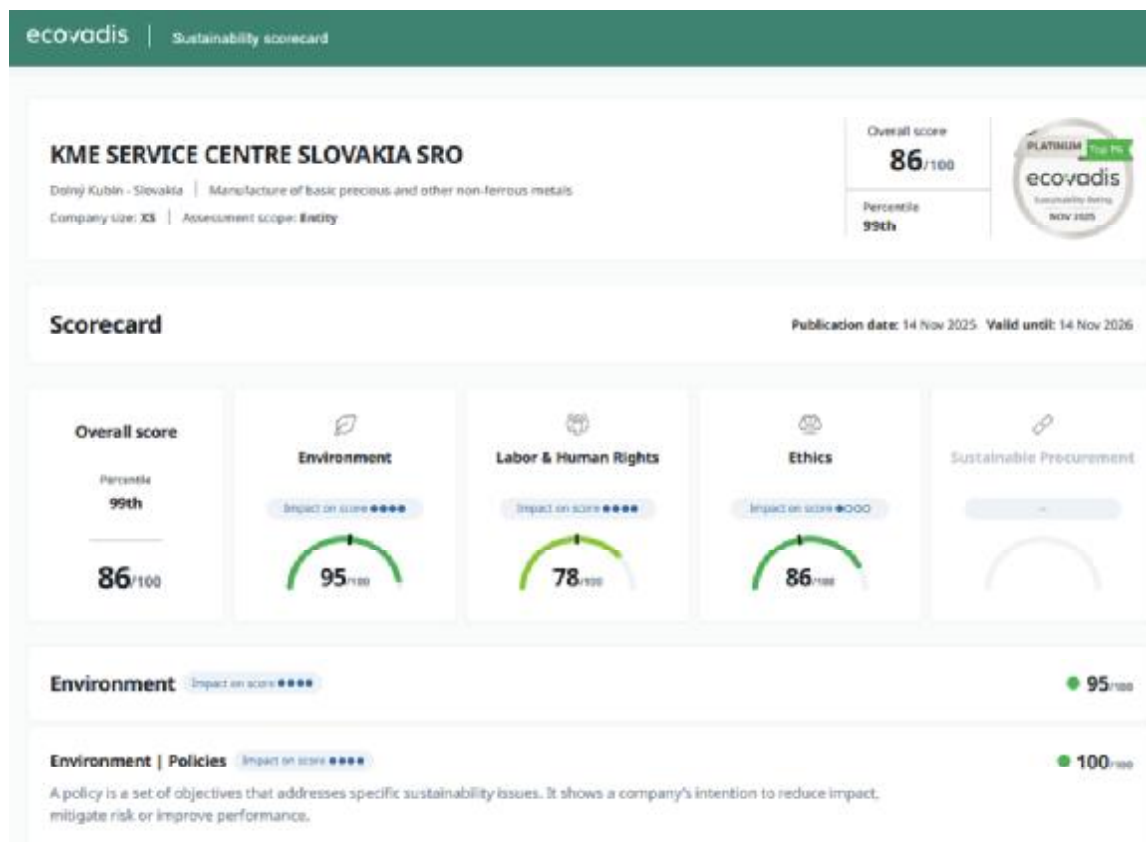 ecovadis | Sustainability scorecard
KME SERVICE CENTRE SLOVAKIA SRO
Dolný Kubín - Slovakia | Manufacture of basic precious and other non-ferrous metals
Company size: XS | Assessment scope: Entity
Overall score
86/100
Percentile
99th
PLATINUM Top 1%
ecovadis
Sustainability Rating
NOV 2025
Scorecard
Publication date: 14 Nov 2025 Valid until: 14 Nov 2026
Overall score
Percentile
99th
86/100
Environment
Impact on score
95/100
Labor & Human Rights
Impact on score
78/100
Ethics
Impact on score
86/100
Sustainable Procurement
-
Environment Impact on score
95/100
Environment | Policies Impact on score
100/100
A policy is a set of objectives that addresses specific sustainability issues. It shows a company's intention to reduce impact,
mitigate risk or improve performance.